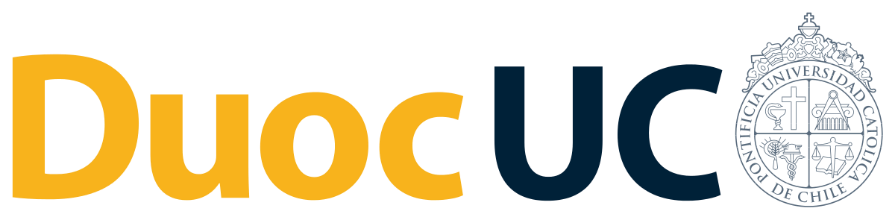 Duoc UC
PONTIFICIA UNIVERSIDAD CATOLICA DE CHILE